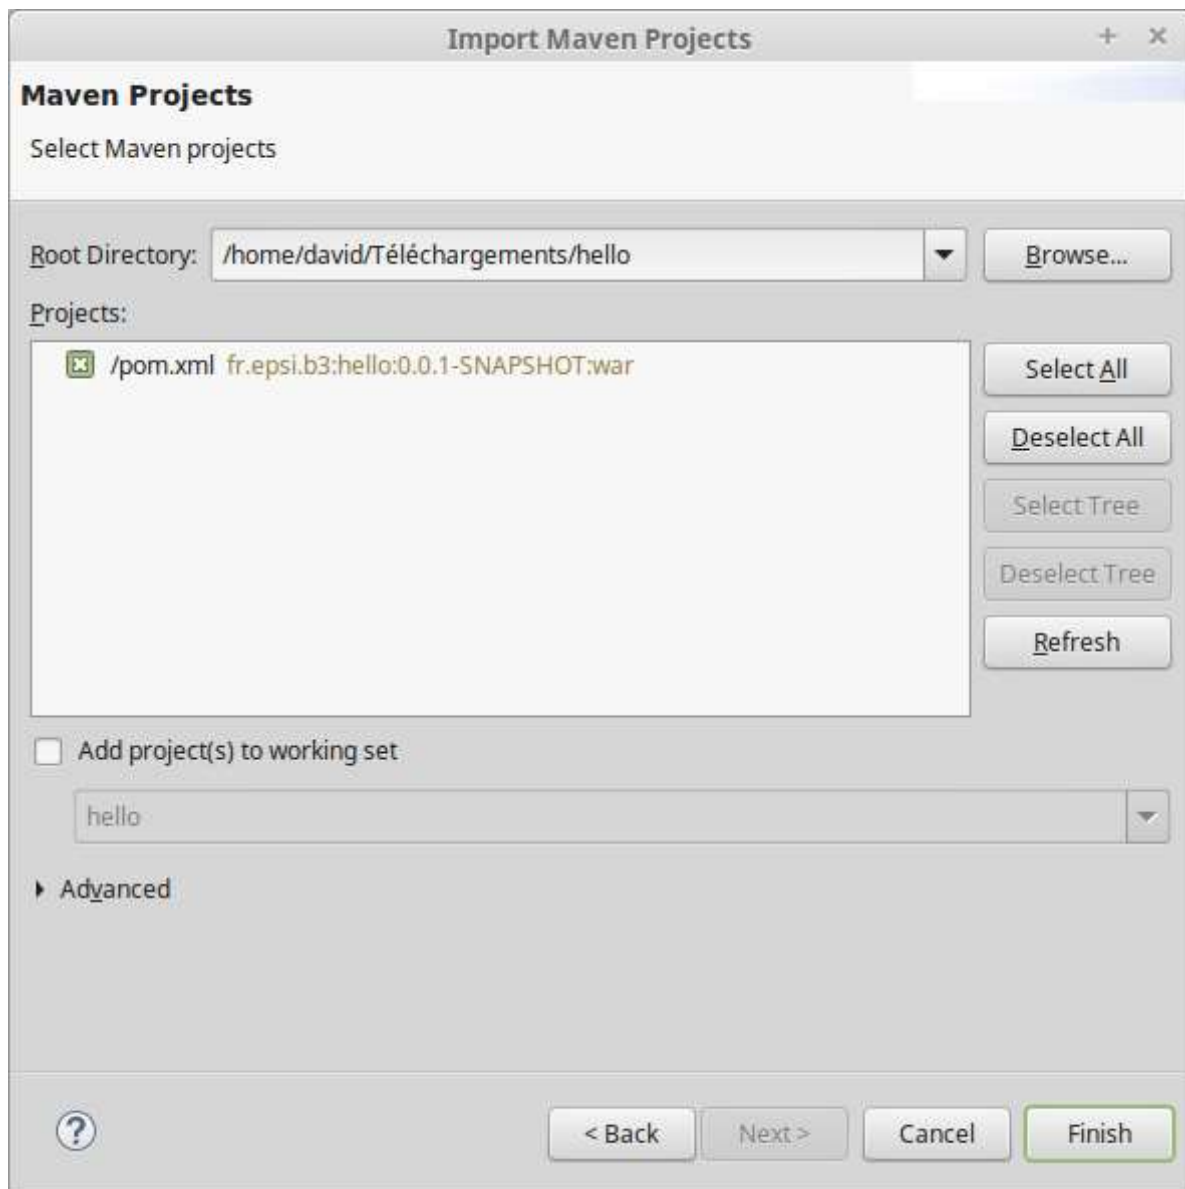 Import Maven Projects
Maven Projects
Select Maven projects
Root Directory: /home/david/Téléchargements/hello Browse...
Projects:
/pom.xml fr.epsi.b3:hello:0.0.1-SNAPSHOT:war
Select All
Deselect All
Select Tree
Deselect Tree
Refresh
Add project(s) to working set
hello
Advanced
? < Back Next > Cancel Finish